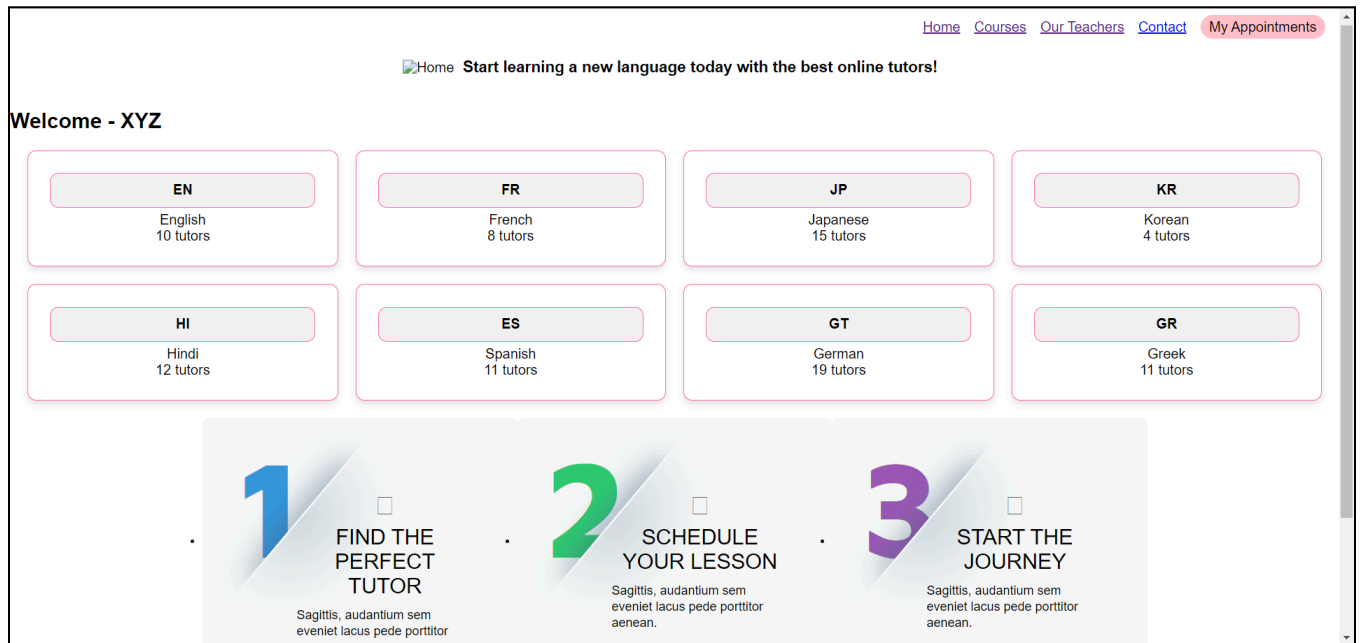 Home Courses Our Teachers Contact My Appointments
Home Start learning a new language today with the best online tutors!
Welcome - XYZ
EN
English
10 tutors
FR
French
8 tutors
JP
Japanese
15 tutors
KR
Korean
4 tutors
HI
Hindi
12 tutors
ES
Spanish
11 tutors
GT
German
19 tutors
GR
Greek
11 tutors
1
FIND THE
PERFECT
TUTOR
Sagittis, audantium sem
eveniet lacus pede porttitor
2
SCHEDULE
YOUR LESSON
Sagittis, audantium sem
eveniet lacus pede porttitor
aenean.
3
START THE
JOURNEY
Sagittis, audantium sem
eveniet lacus pede porttitor
aenean.